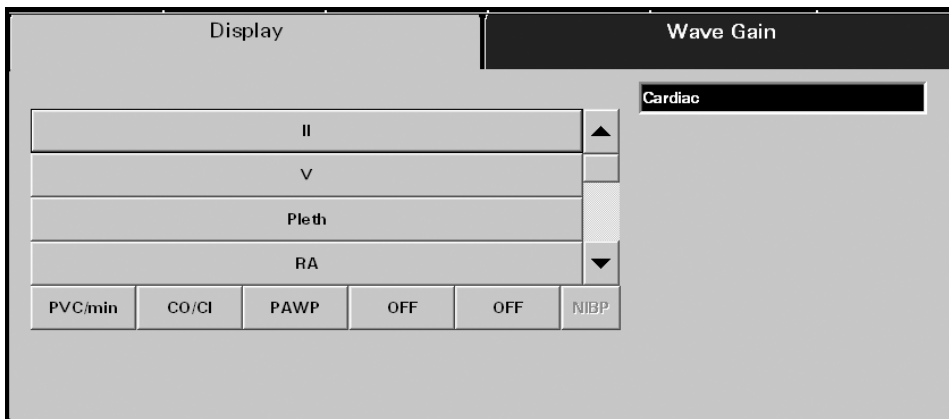 Display Wave Gain
Cardiac
II
V
Pleth
RA
PVC/min CO/CI PAWP OFF OFF NIBP